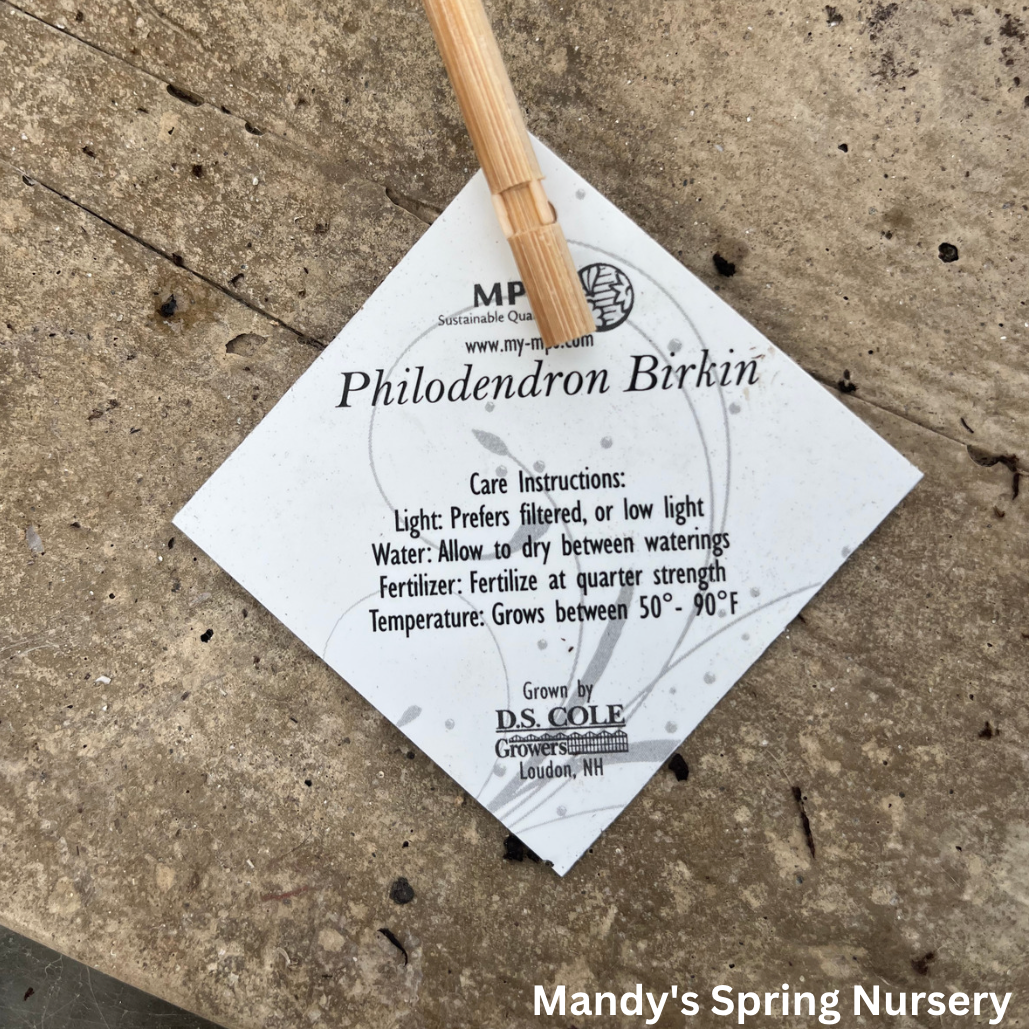 MP
Sustainable Qua
www.my-mps.com
Philodendron Birkin
Care Instructions:
Light: Prefers filtered, or low light
Water: Allow to dry between waterings
Fertilizer: Fertilize at quarter strength
Temperature: Grows between 50°- 90°F
Grown by
D.S. COLE
Growers
Loudon, NH
Mandy's Spring Nursery